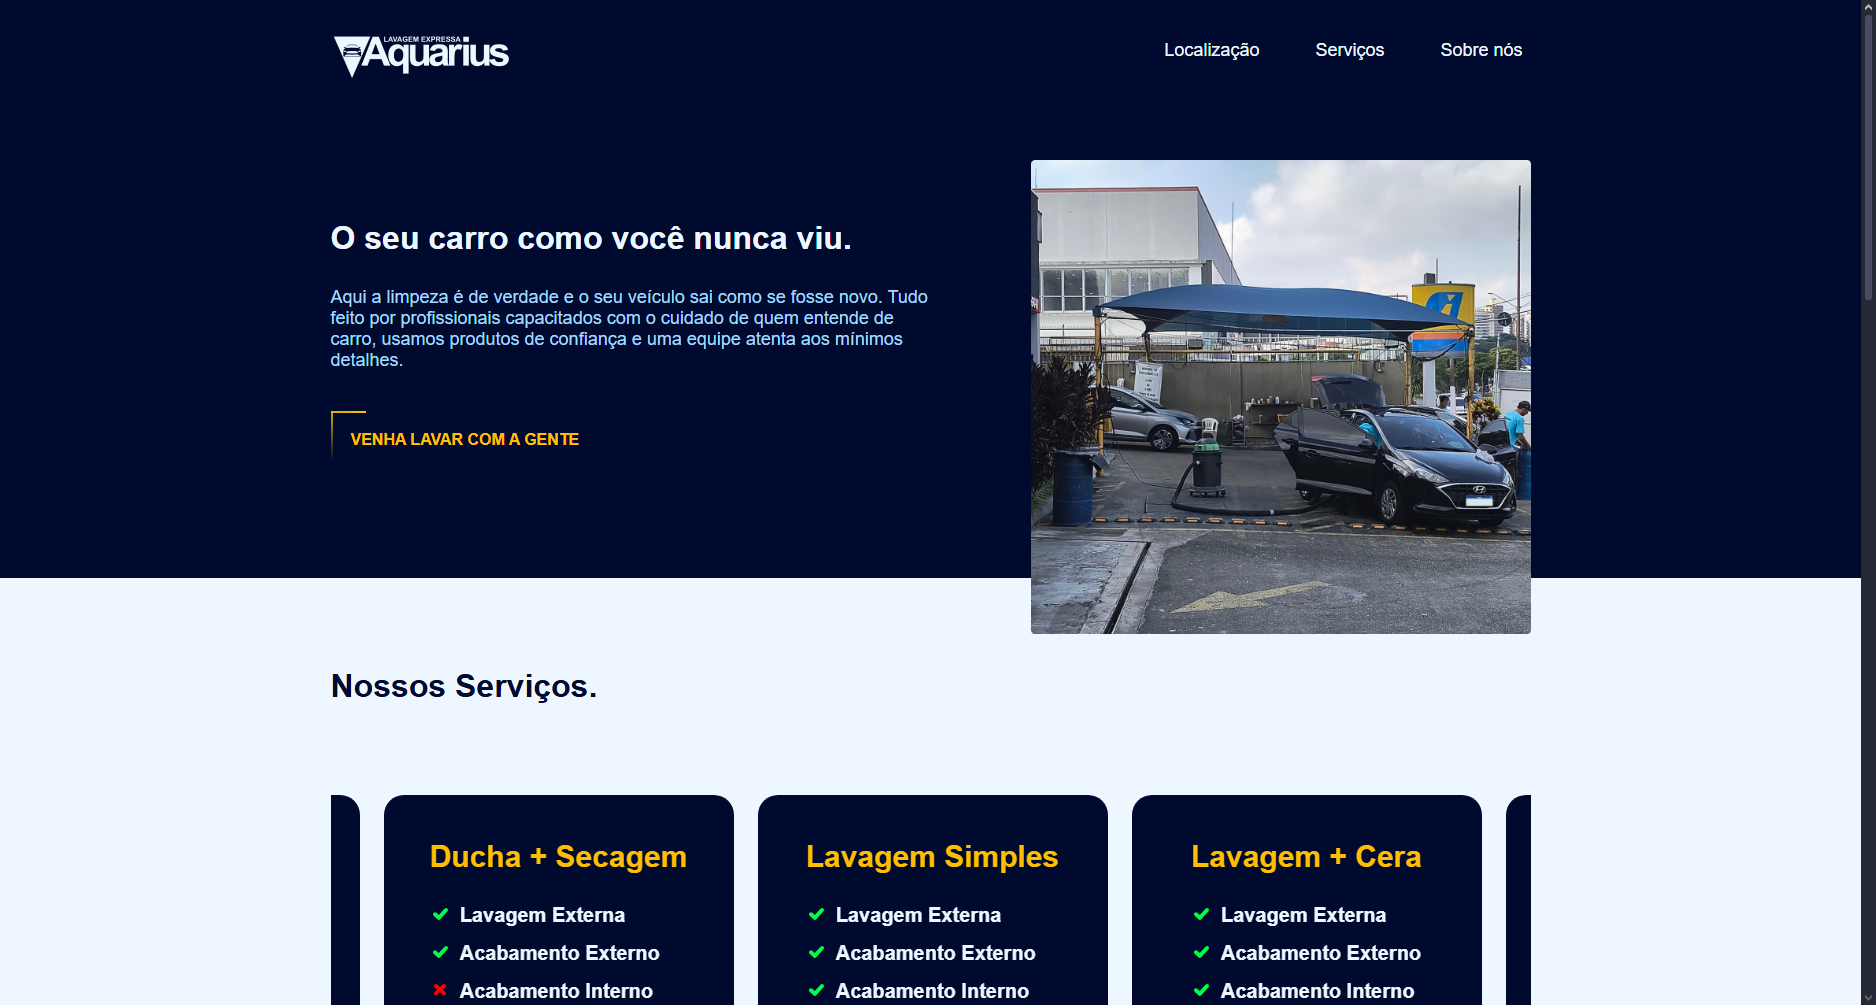 LAVAGEM EXPRESSA
Aquarius
Localização
Serviços
Sobre nós
O seu carro como você nunca viu.
Aqui a limpeza é de verdade e o seu veículo sai como se fosse novo. Tudo
feito por profissionais capacitados com o cuidado de quem entende de
carro, usamos produtos de confiança e uma equipe atenta aos mínimos
detalhes.
VENHA LAVAR COM A GENTE
Nossos Serviços.
Ducha + Secagem
Lavagem Externa
Acabamento Externo
Acabamento Interno
Lavagem Simples
Lavagem Externa
Acabamento Externo
Acabamento Interno
Lavagem + Cera
Lavagem Externa
Acabamento Externo
Acabamento Interno